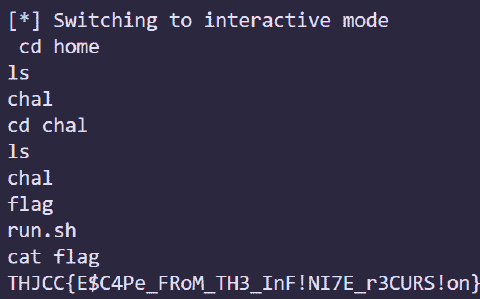 [*] Switching to interactive mode
cd home
ls
chal
cd chal
ls
chal
flag
run.sh
cat flag
THJCC{E$C4Pe_FRoM_TH3_InF!NI7E_r3CURS!on}